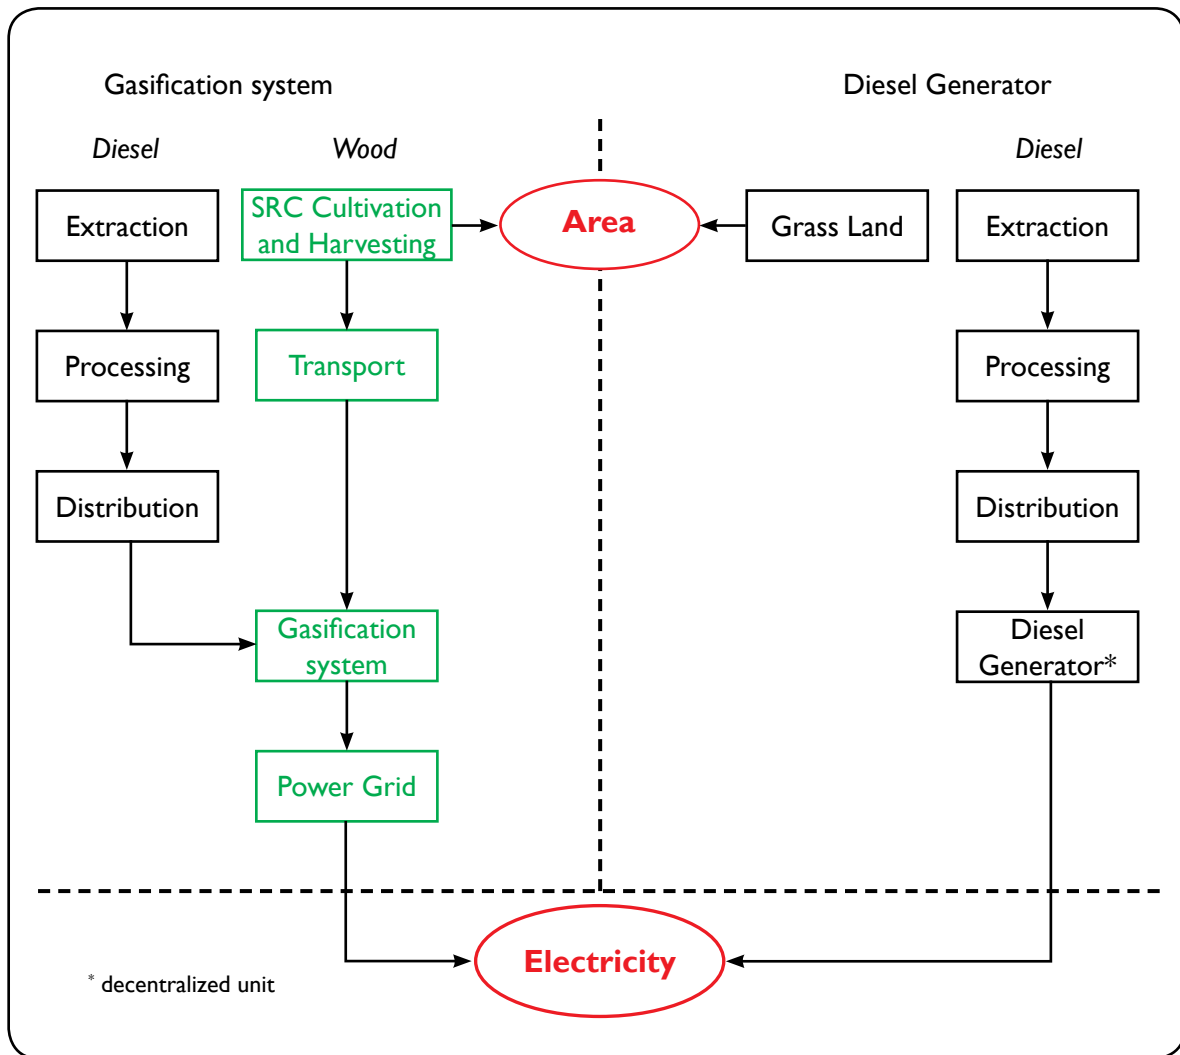 Gasification system
Diesel Generator
Diesel
Wood
Diesel
Extraction
SRC Cultivation
and Harvesting
Area
Grass Land
Extraction
Processing
Transport
Processing
Distribution
Distribution
Gasification
system
Diesel
Generator*
Power Grid
Electricity
* decentralized unit